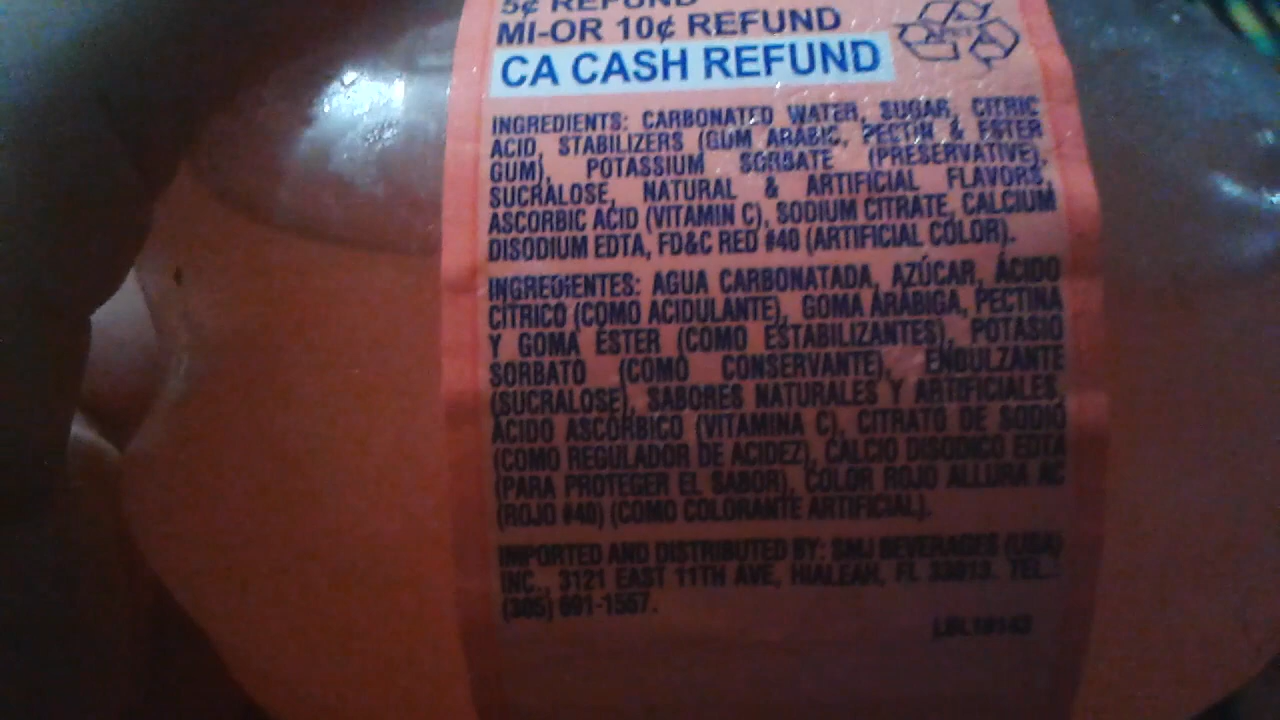 5¢ REFUND
MI-OR 10¢ REFUND
CA CASH REFUND
INGREDIENTS: CARBONATED WATER, SUGAR, CITRIC
ACID, STABILIZERS (GUM ARABIC, PECTIN & ESTER
GUM), POTASSIUM SORBATE (PRESERVATIVE),
SUCRALOSE, NATURAL & ARTIFICIAL FLAVORS,
ASCORBIC ACID (VITAMIN C), SODIUM CITRATE, CALCIUM
DISODIUM EDTA, FD&C RED #40 (ARTIFICIAL COLOR).
INGREDIENTES: AGUA CARBONATADA, AZÚCAR, ÁCIDO
CÍTRICO (COMO ACIDULANTE), GOMA ARÁBIGA, PECTINA
Y GOMA ÉSTER (COMO ESTABILIZANTES), POTASIO
SORBATO (COMO CONSERVANTE), ENDULZANTE
(SUCRALOSE), SABORES NATURALES Y ARTIFICIALES,
ÁCIDO ASCÓRBICO (VITAMINA C), CITRATO DE SODIO
(COMO REGULADOR DE ACIDEZ), CALCIO DISODICO EDTA
(PARA PROTEGER EL SABOR), COLOR ROJO ALLURA AC
(ROJO #40) (COMO COLORANTE ARTIFICIAL).
IMPORTED AND DISTRIBUTED BY: SMJ BEVERAGES (USA)
INC., 3121 EAST 11TH AVE, HIALEAH, FL 33013. TEL.:
(305) 691-1557.